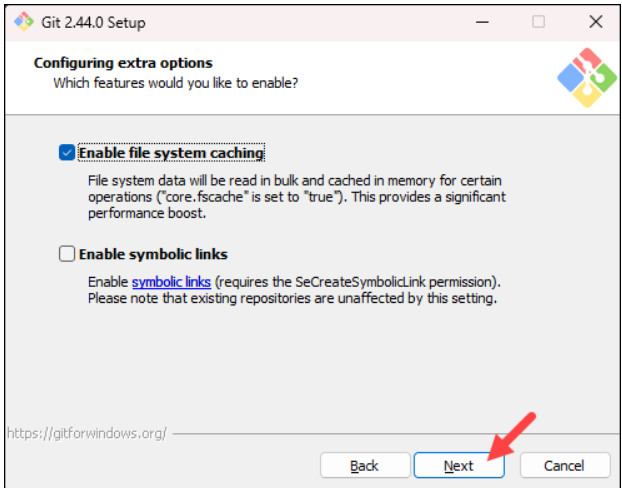 Git 2.44.0 Setup
Configuring extra options
Which features would you like to enable?
Enable file system caching
File system data will be read in bulk and cached in memory for certain
operations ("core.fscache" is set to "true"). This provides a significant
performance boost.
Enable symbolic links
Enable symbolic links (requires the SeCreateSymbolicLink permission).
Please note that existing repositories are unaffected by this setting.
https://gitforwindows.org/
Back Next Cancel